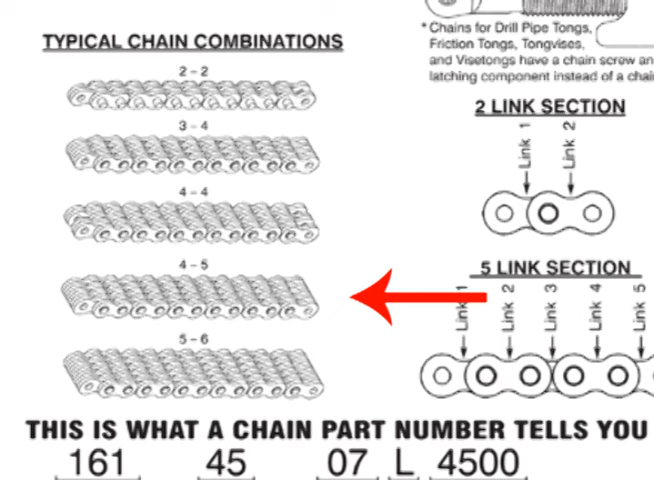 TYPICAL CHAIN COMBINATIONS
2 – 2
3 – 4
4 – 4
4 – 5
5 – 6
* Chains for Drill Pipe Tongs,
Friction Tongs, Tongvises,
and Visetongs have a chain screw an
latching component instead of a chai
2 LINK SECTION
Link 1
Link 2
5 LINK SECTION
Link 1
Link 2
Link 3
Link 4
Link 5
THIS IS WHAT A CHAIN PART NUMBER TELLS YOU
161 45 07 L 4500